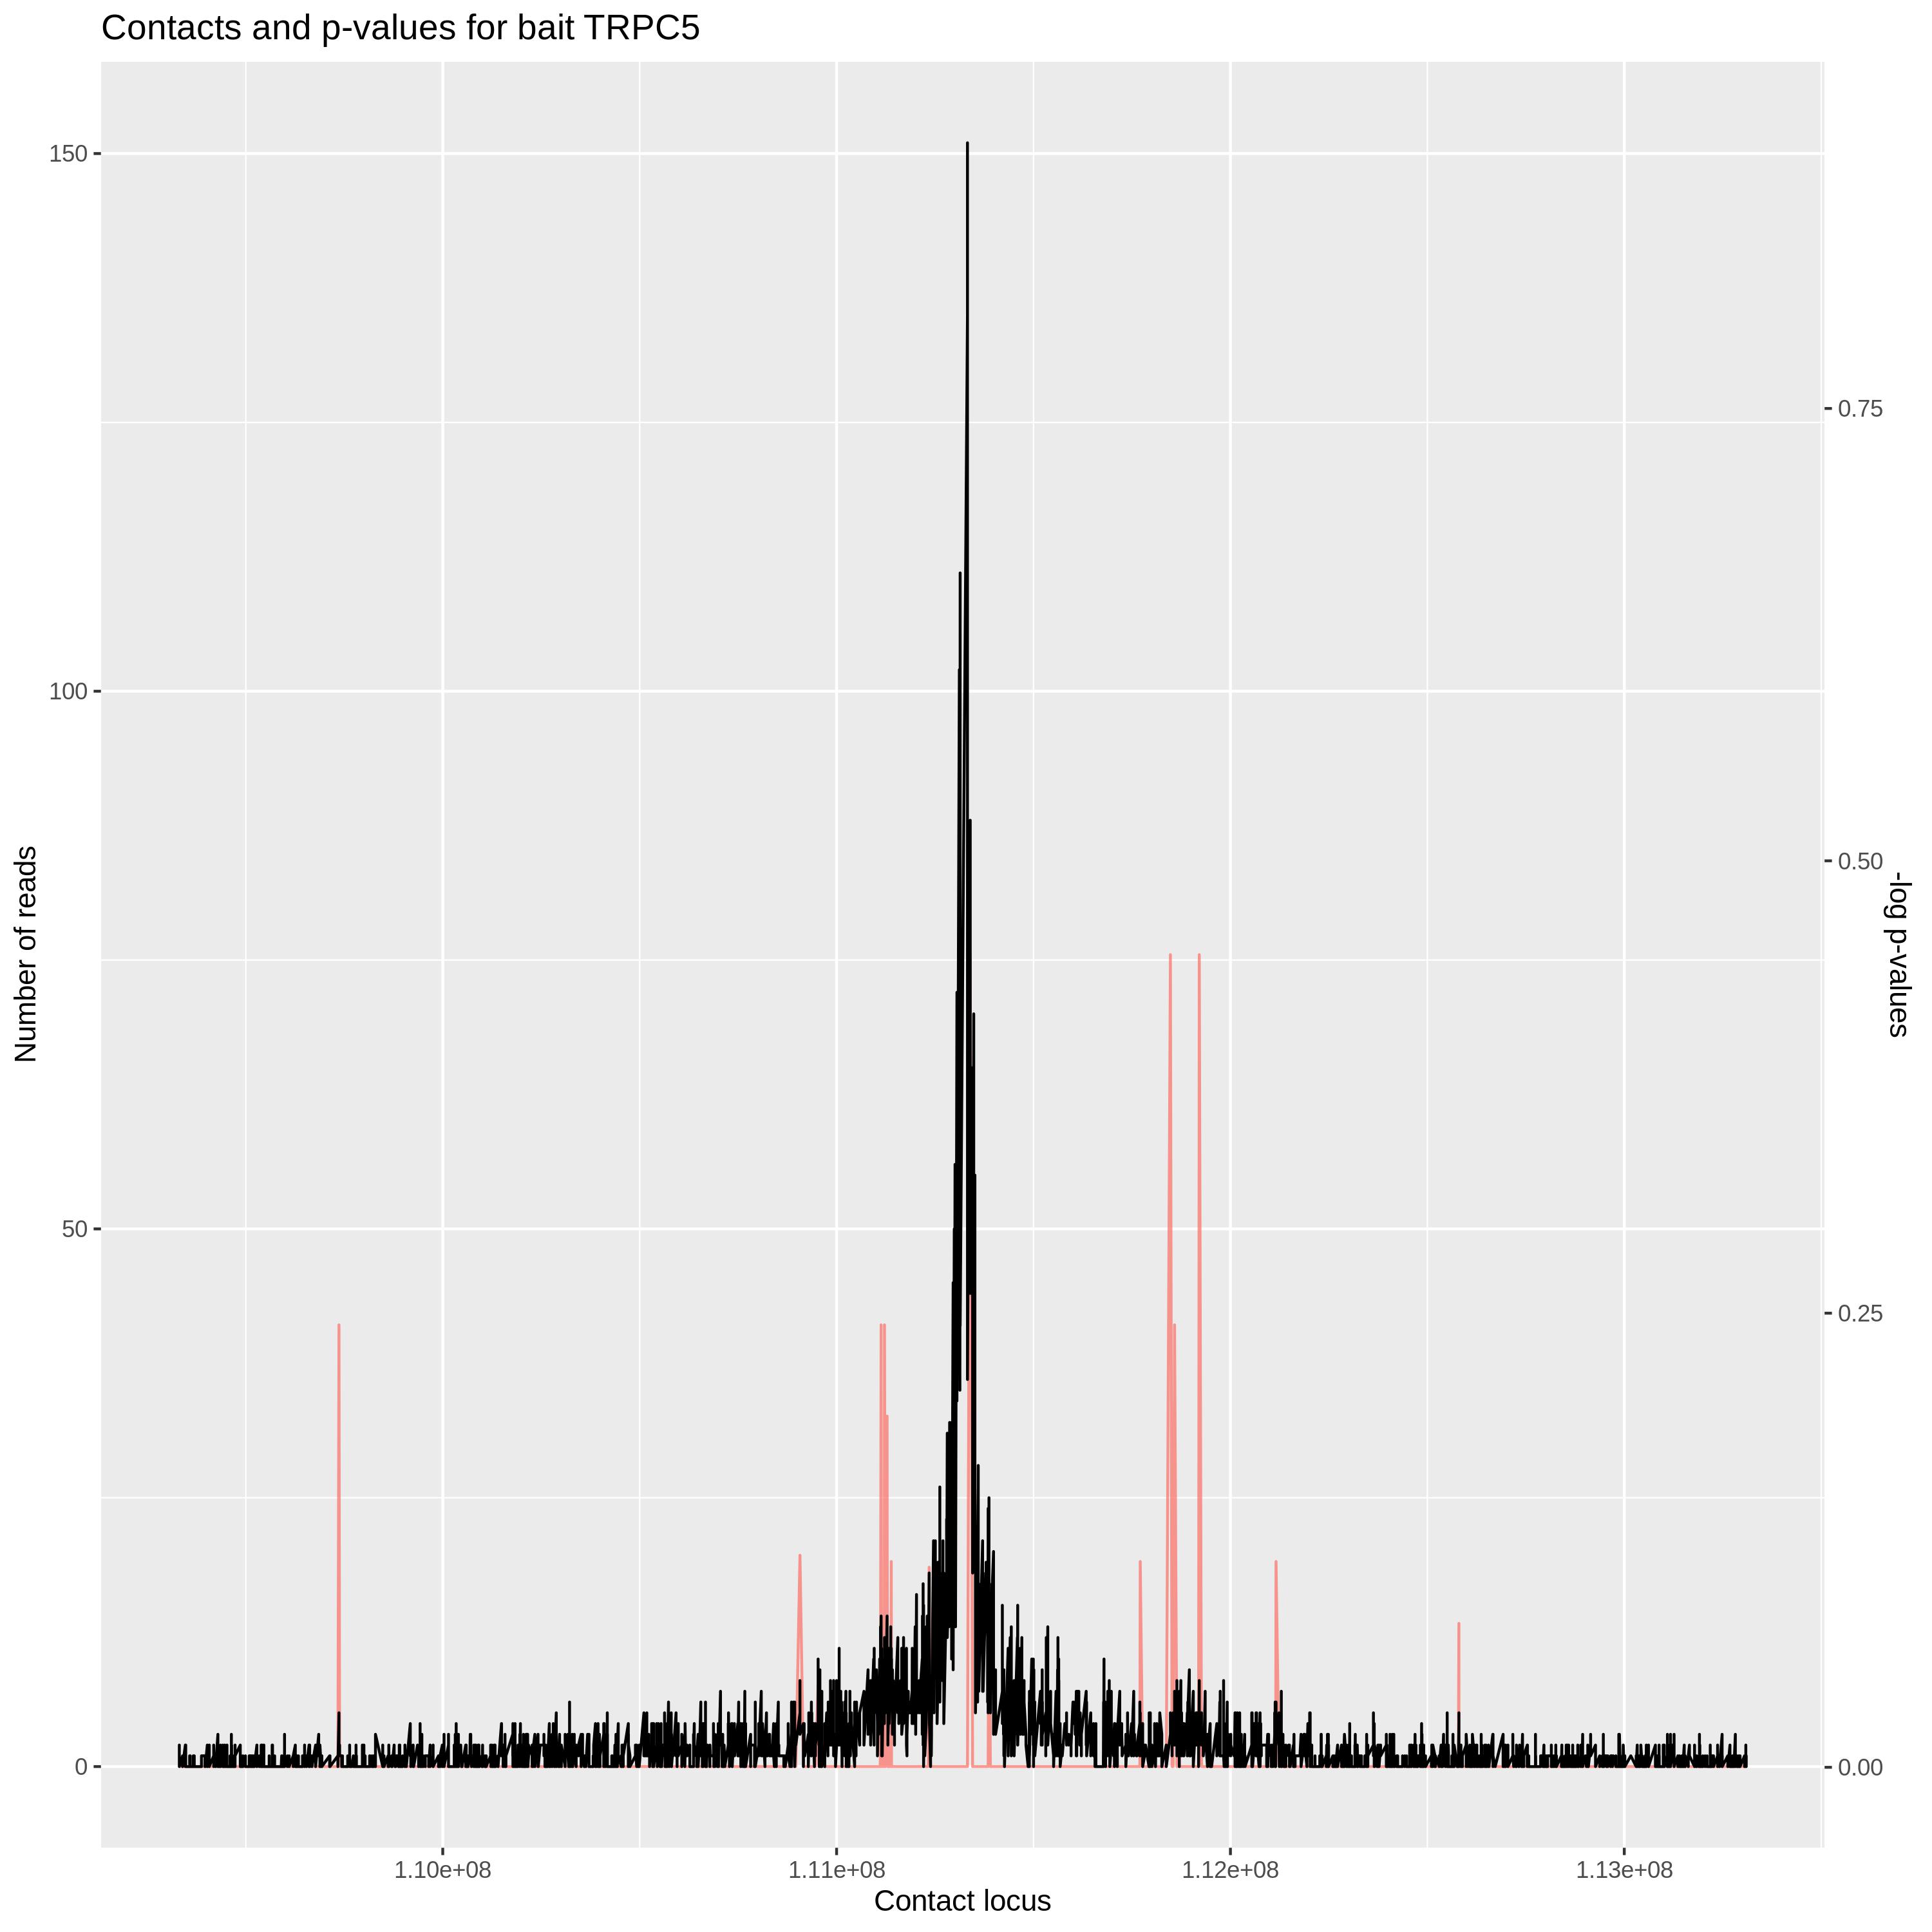 Contacts and p-values for bait TRPC5
150
100
50
0
Number of reads
0.75
0.50
0.25
0.00
-log p-values
1.10e+08
1.11e+08
1.12e+08
1.13e+08
Contact locus